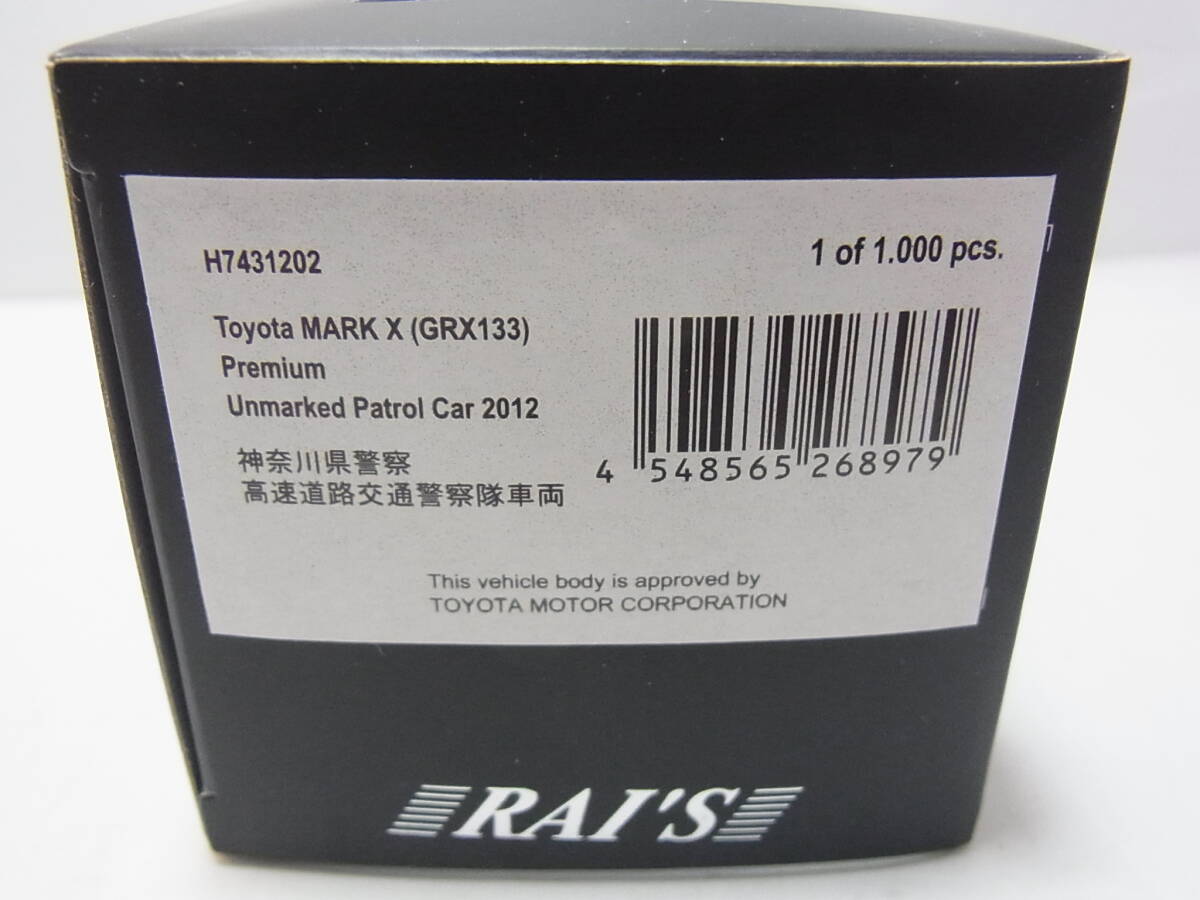 H7431202
1 of 1.000 pcs.
Toyota MARK X (GRX133)
Premium
Unmarked Patrol Car 2012
神奈川県警察
高速道路交通警察隊車両
4 548565 268979
This vehicle body is approved by
TOYOTA MOTOR CORPORATION
RAI'S